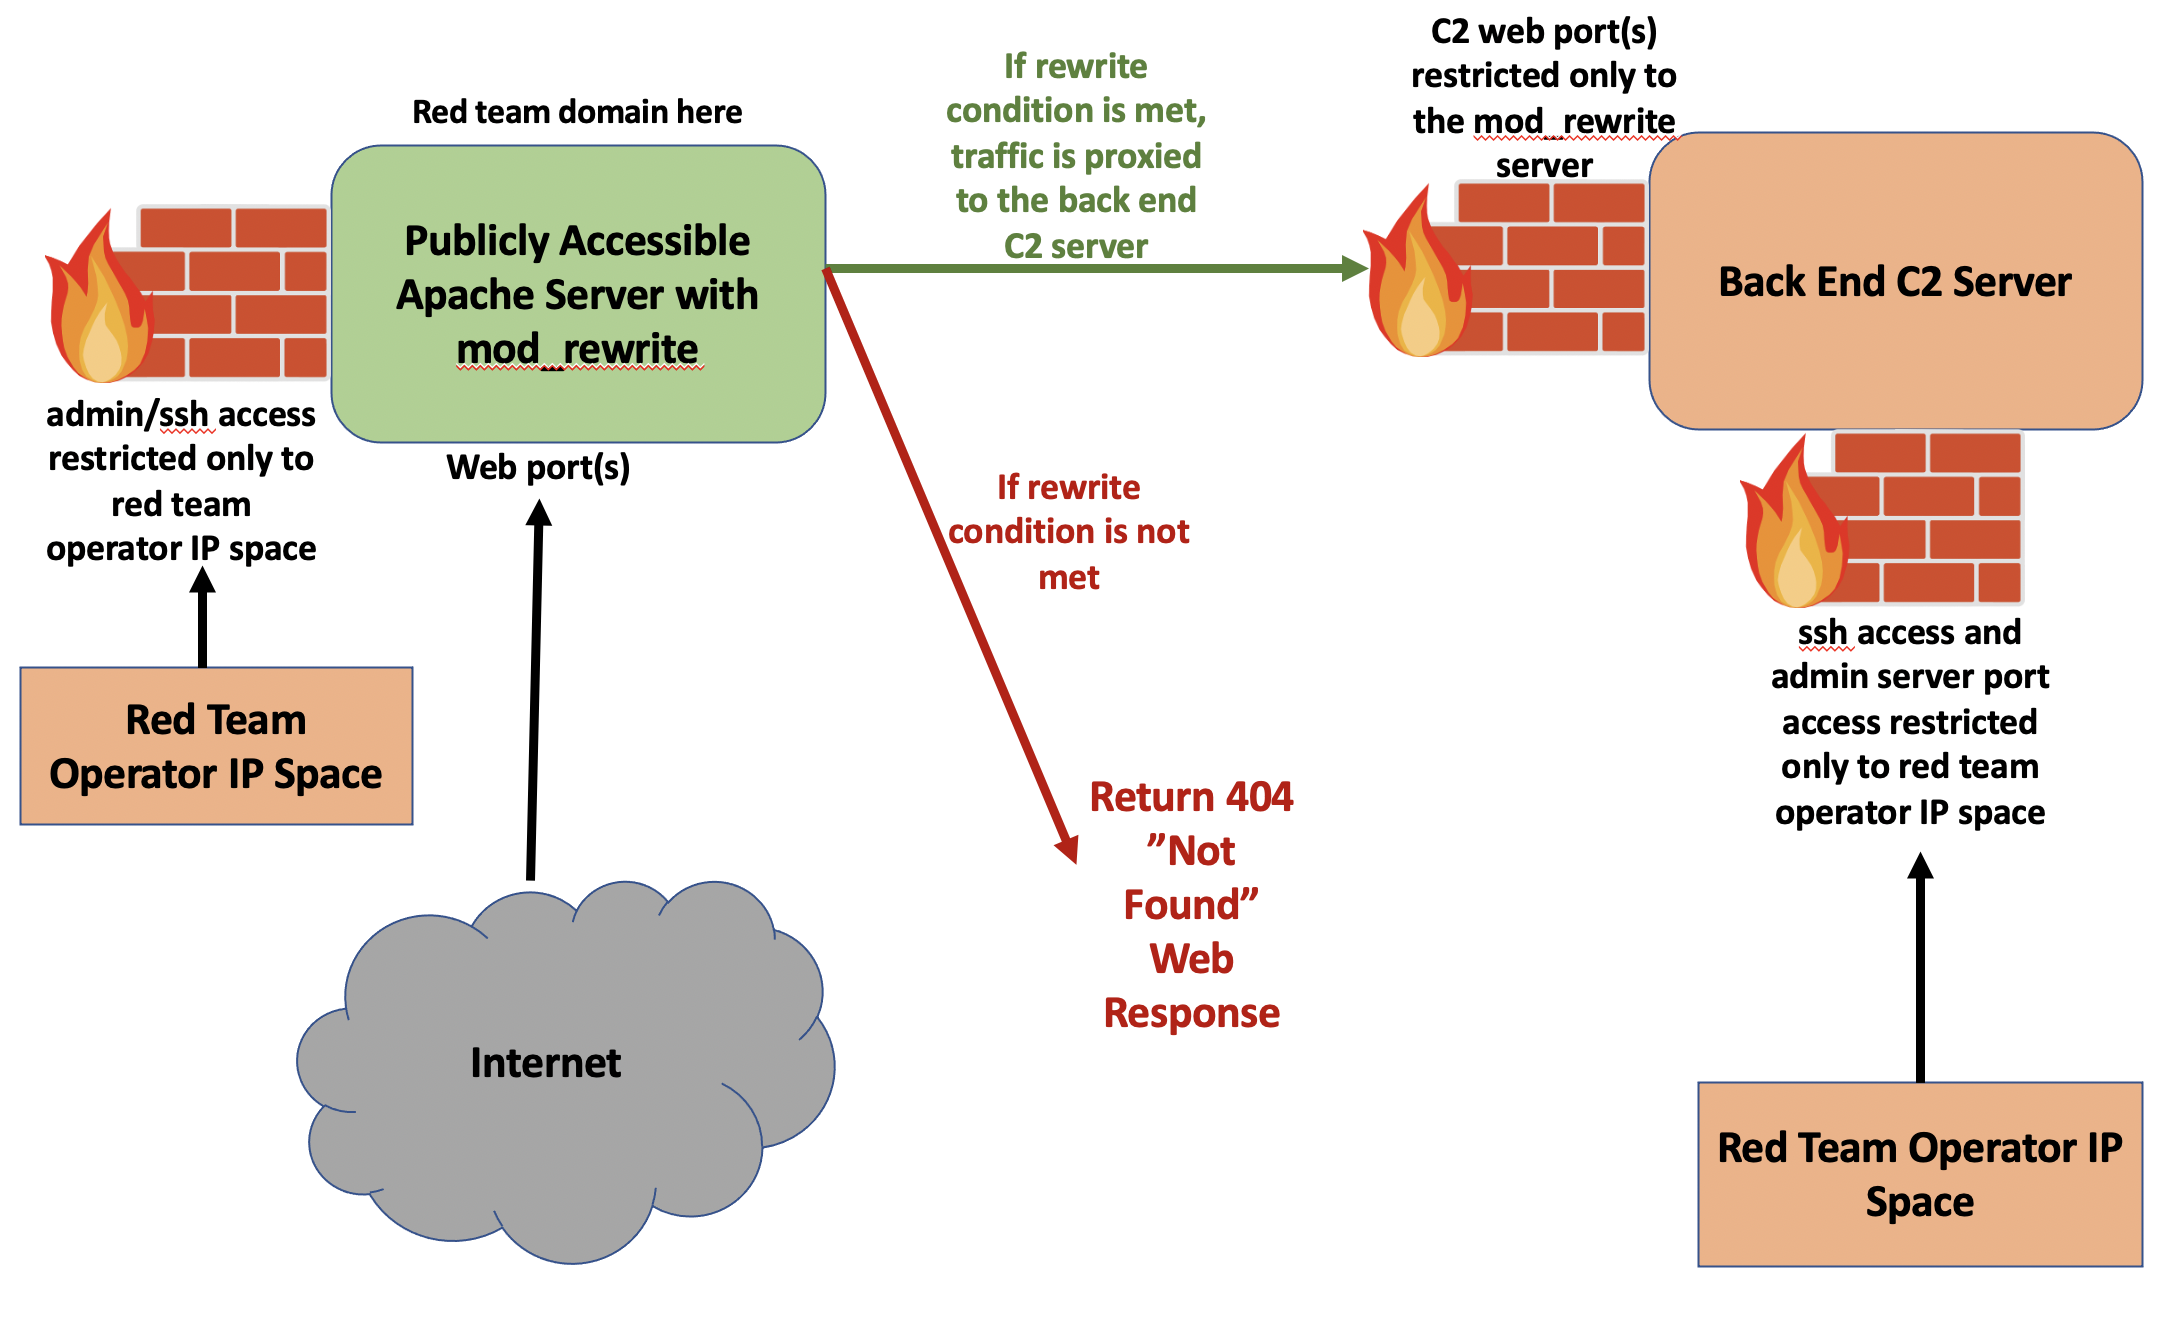 Red team domain here
Publicly Accessible
Apache Server with
mod_rewrite
admin/ssh access
restricted only to
red team
operator IP space
Red Team
Operator IP Space
Web port(s)
Internet
If rewrite
condition is met,
traffic is proxied
to the back end
C2 server
If rewrite
condition is not
met
Return 404
”Not
Found”
Web
Response
C2 web port(s)
restricted only to
the mod_rewrite
server
Back End C2 Server
ssh access and
admin server port
access restricted
only to red team
operator IP space
Red Team Operator IP
Space